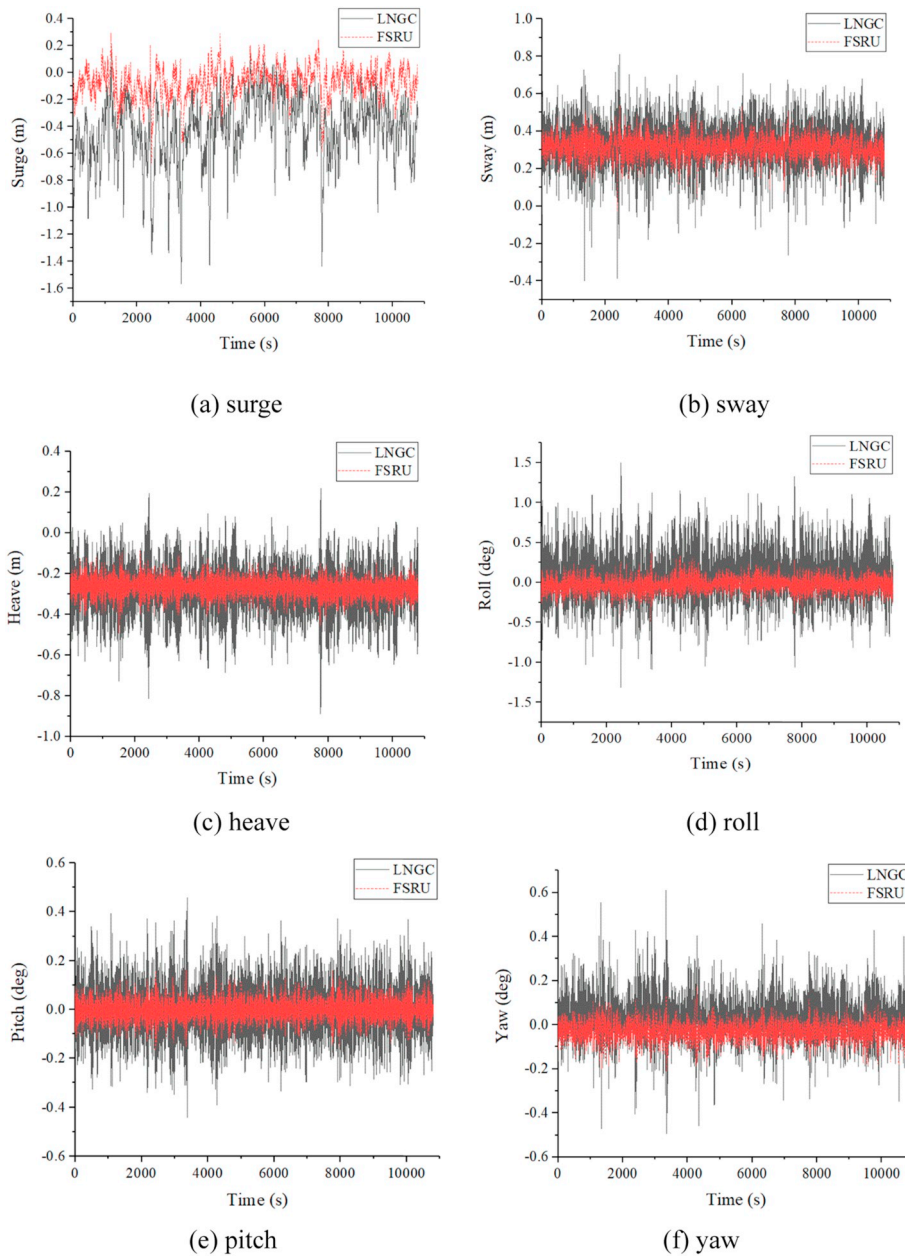 LNGC
FSRU
0.4
0.2
0.0
-0.2
-0.4
-0.6
-0.8
-1.0
-1.2
-1.4
-1.6
Surge (m)
0 2000 4000 6000 8000 10000
Time (s)
(a) surge
LNGC
FSRU
1.0
0.8
0.6
0.4
0.2
0.0
-0.2
-0.4
Sway (m)
0 2000 4000 6000 8000 10000
Time (s)
(b) sway
LNGC
FSRU
0.4
0.2
0.0
-0.2
-0.4
-0.6
-0.8
-1.0
Heave (m)
0 2000 4000 6000 8000 10000
Time (s)
(c) heave
LNGC
FSRU
1.5
1.0
0.5
0.0
-0.5
-1.0
-1.5
Roll (deg)
0 2000 4000 6000 8000 10000
Time (s)
(d) roll
LNGC
FSRU
0.6
0.4
0.2
0.0
-0.2
-0.4
-0.6
Pitch (deg)
0 2000 4000 6000 8000 10000
Time (s)
(e) pitch
LNGC
FSRU
0.6
0.4
0.2
0.0
-0.2
-0.4
-0.6
Yaw (deg)
0 2000 4000 6000 8000 10000
Time (s)
(f) yaw